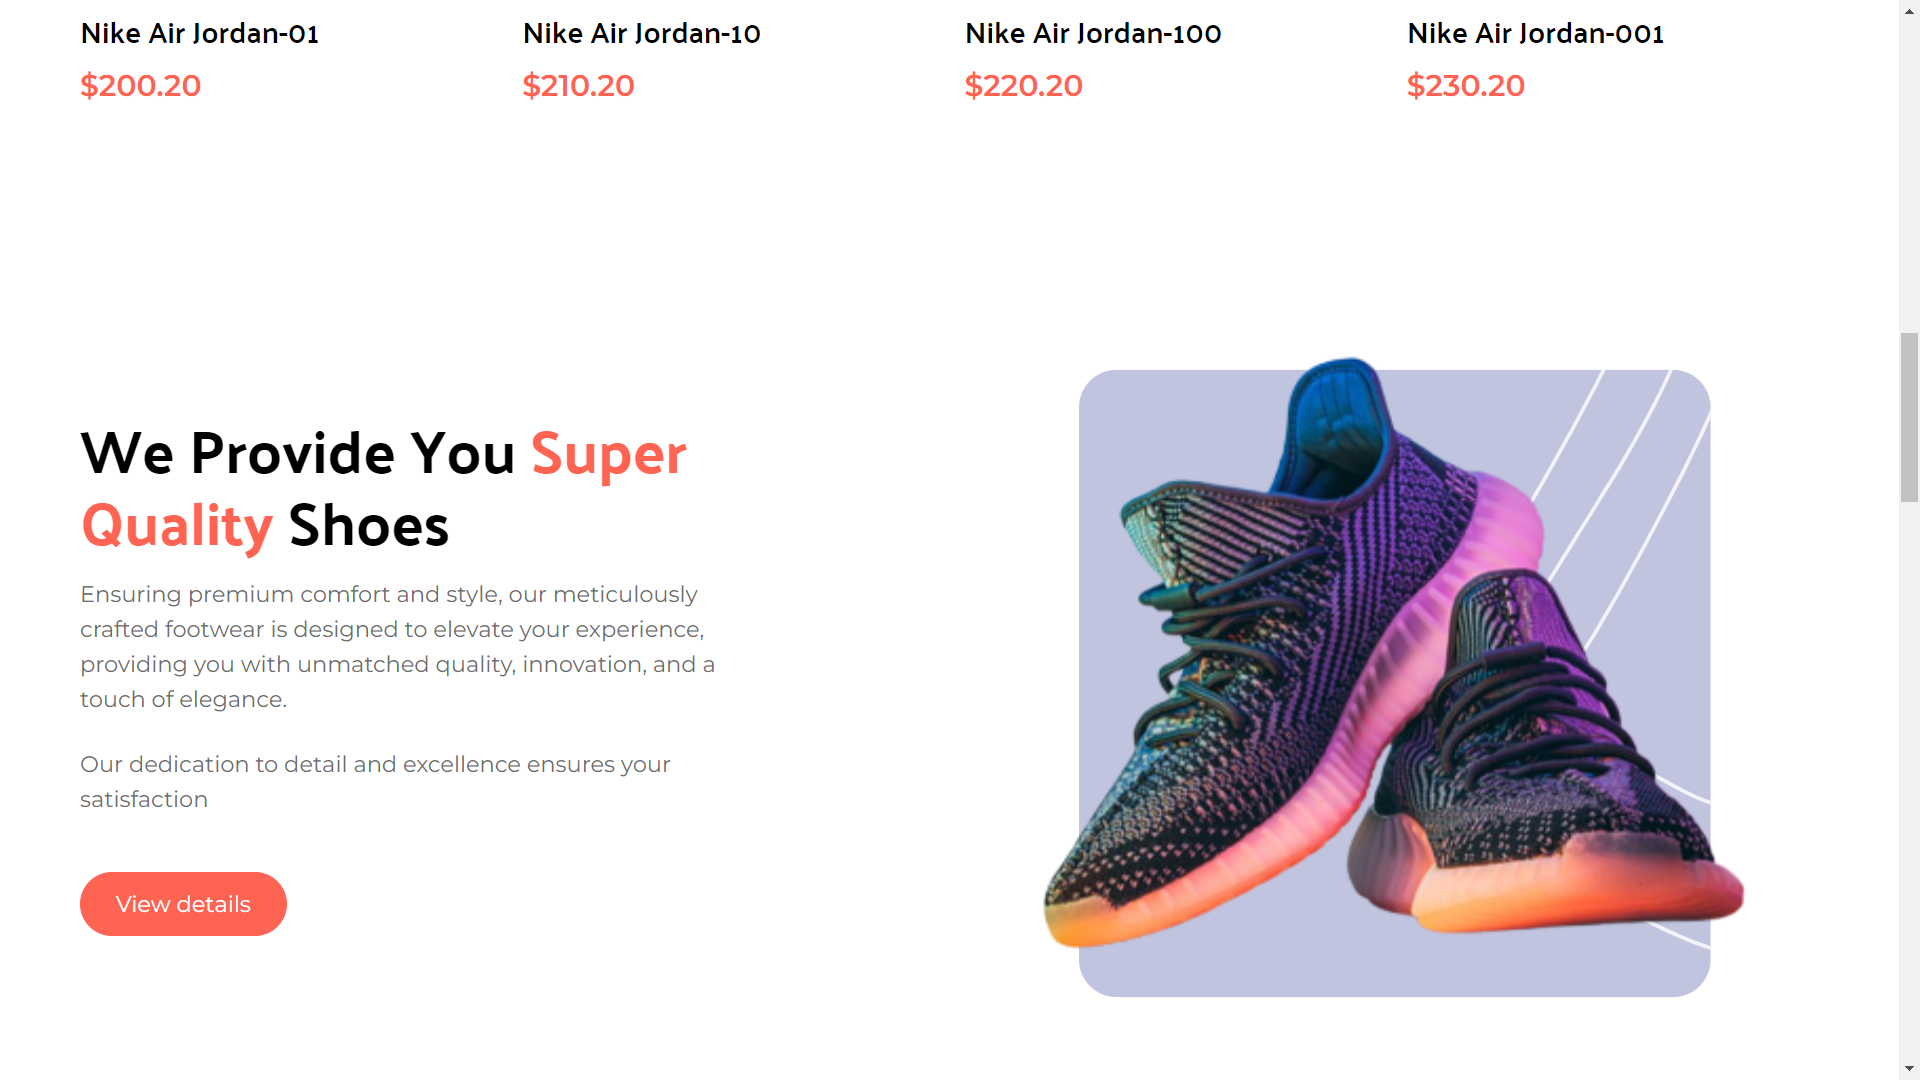 Nike Air Jordan-01
$200.20
Nike Air Jordan-10
$210.20
Nike Air Jordan-100
$220.20
Nike Air Jordan-001
$230.20
We Provide You Super
Quality Shoes
Ensuring premium comfort and style, our meticulously
crafted footwear is designed to elevate your experience,
providing you with unmatched quality, innovation, and a
touch of elegance.
Our dedication to detail and excellence ensures your
satisfaction
View details